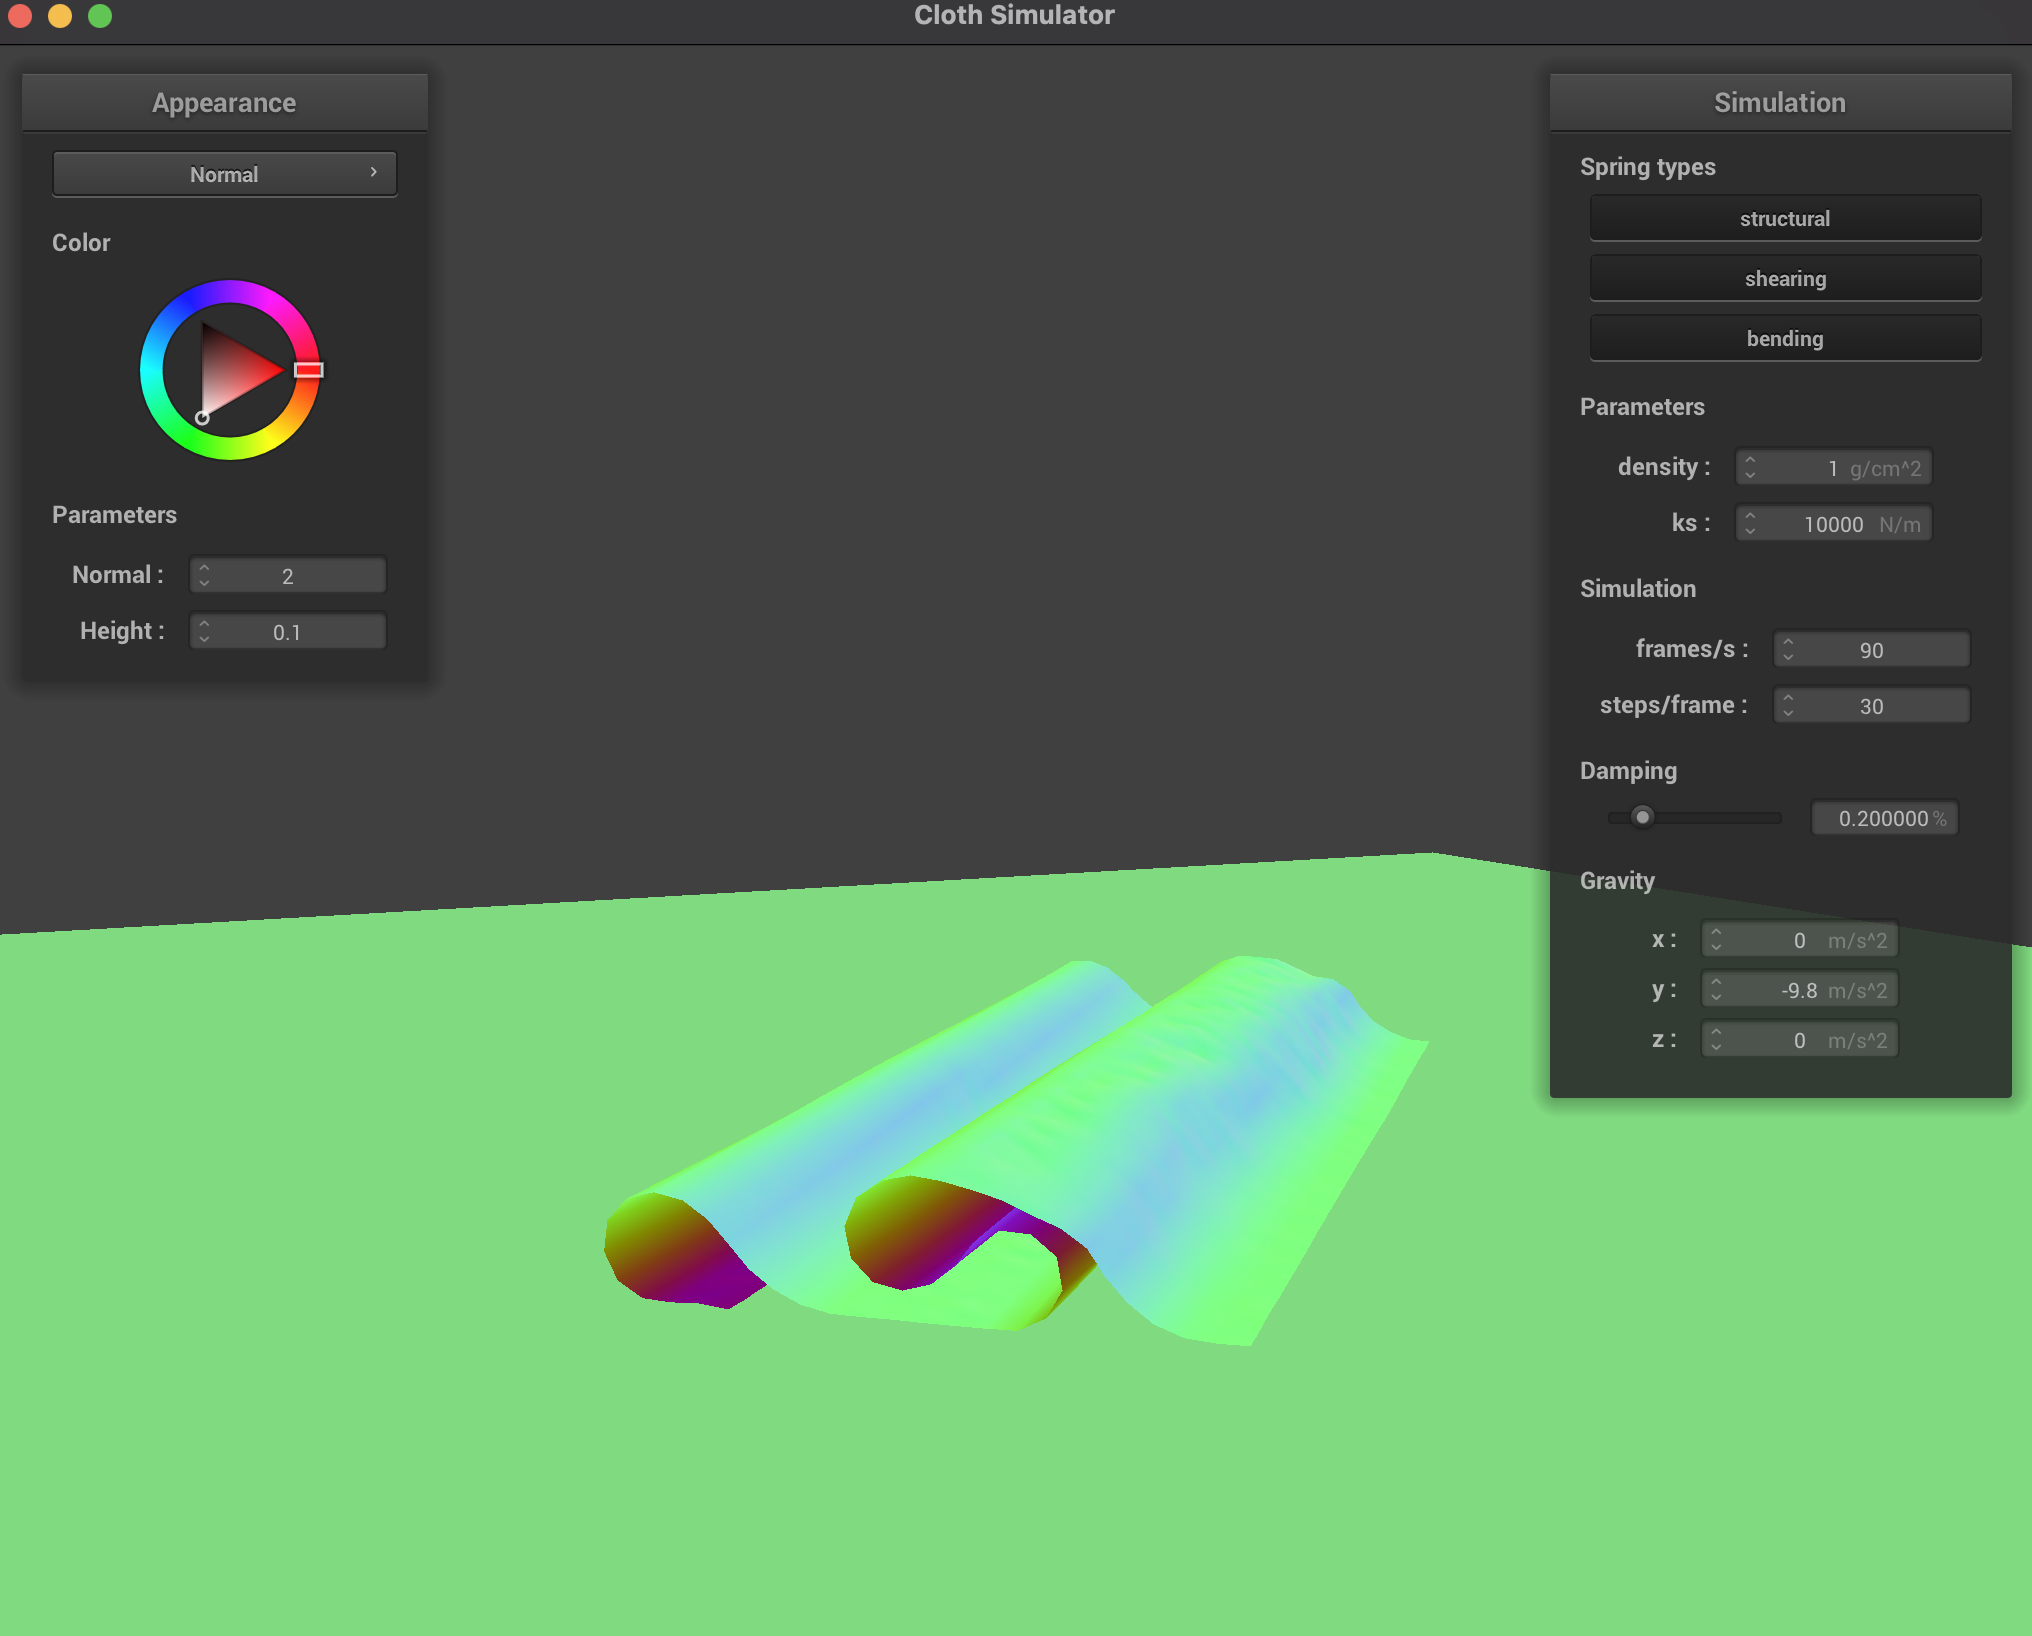 Cloth Simulator
Appearance
Normal
Color
Parameters
Normal : 2
Height : 0.1
Simulation
Spring types
structural
shearing
bending
Parameters
density : 1 g/cm^2
ks : 10000 N/m
Simulation
frames/s : 90
steps/frame : 30
Damping
0.200000 %
Gravity
x : 0 m/s^2
y : -9.8 m/s^2
z : 0 m/s^2